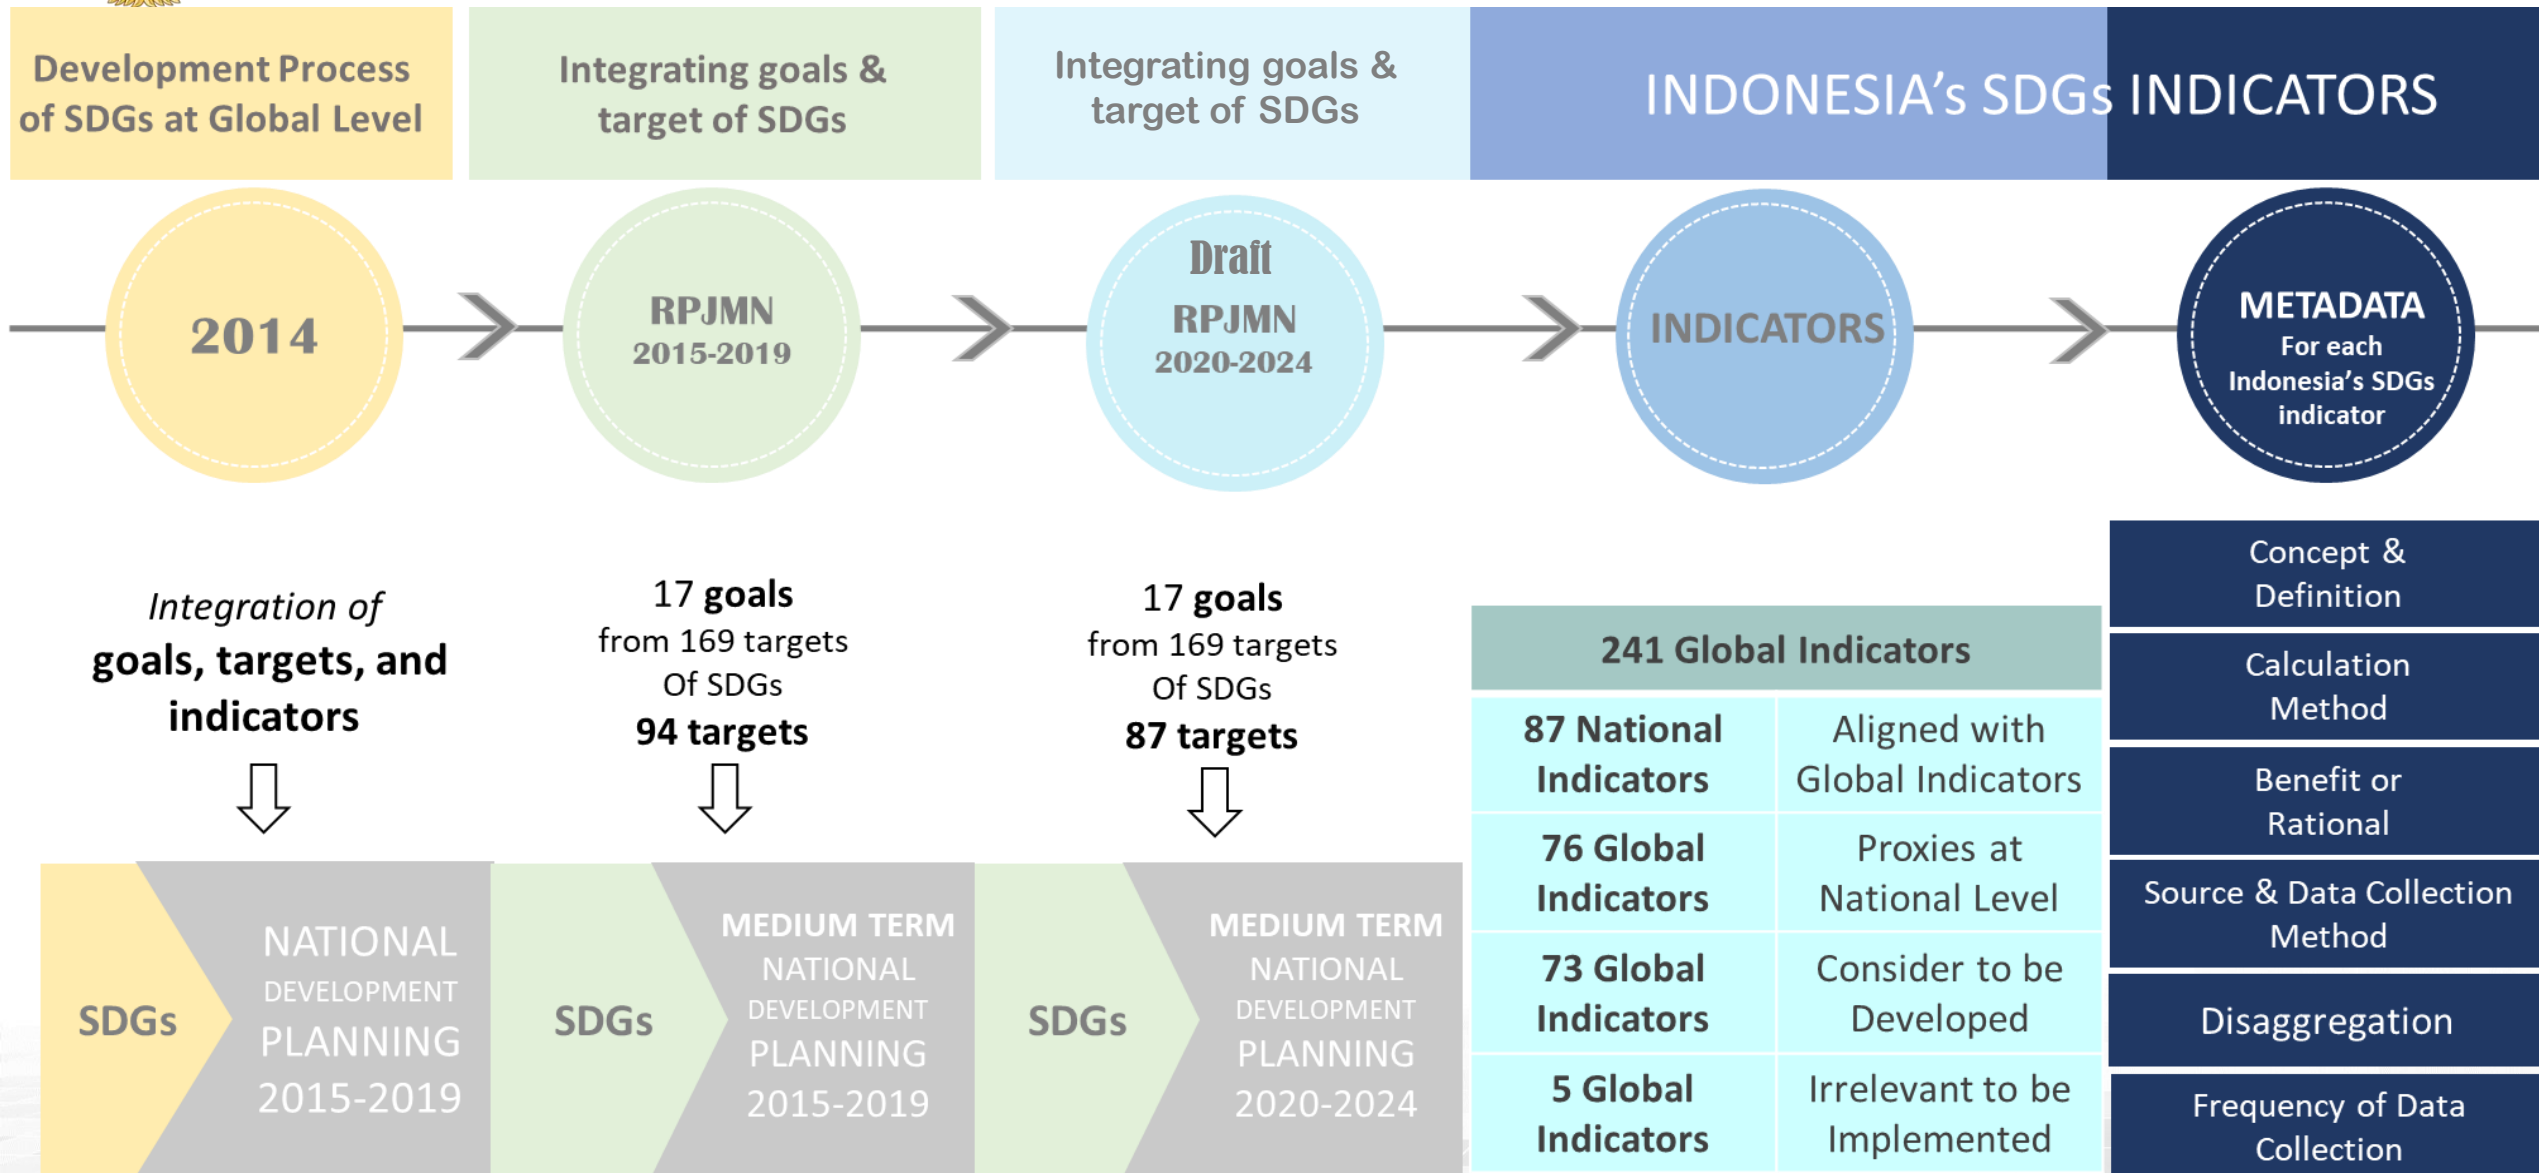 Development Process
of SDGs at Global Level
Integrating goals &
target of SDGs
Integrating goals &
target of SDGs
INDONESIA's SDGs INDICATORS
2014
RPJMN
2015-2019
Draft
RPJMN
2020-2024
INDICATORS
METADATA
For each
Indonesia's SDGs
indicator
Integration of
goals, targets, and
indicators
17 goals
from 169 targets
Of SDGs
94 targets
17 goals
from 169 targets
Of SDGs
87 targets
SDGs
NATIONAL
DEVELOPMENT
PLANNING
2015-2019
SDGs
MEDIUM TERM
NATIONAL
DEVELOPMENT
PLANNING
2015-2019
SDGs
MEDIUM TERM
NATIONAL
DEVELOPMENT
PLANNING
2020-2024
241 Global Indicators
87 National
Indicators
Aligned with
Global Indicators
76 Global
Indicators
Proxies at
National Level
73 Global
Indicators
Consider to be
Developed
5 Global
Indicators
Irrelevant to be
Implemented
Concept &
Definition
Calculation
Method
Benefit or
Rational
Source & Data Collection
Method
Disaggregation
Frequency of Data
Collection